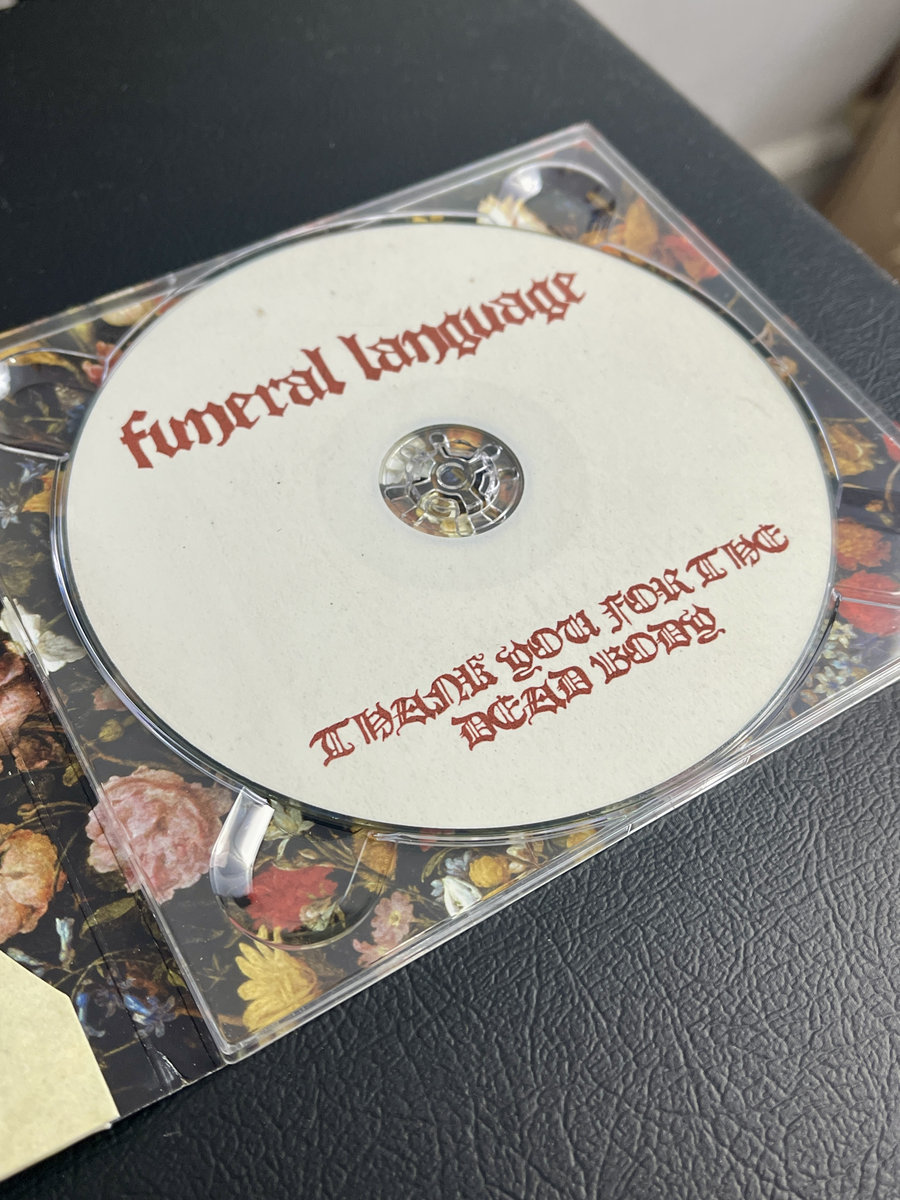 funeral language
THANK YOU FOR THE
DEAD BODY